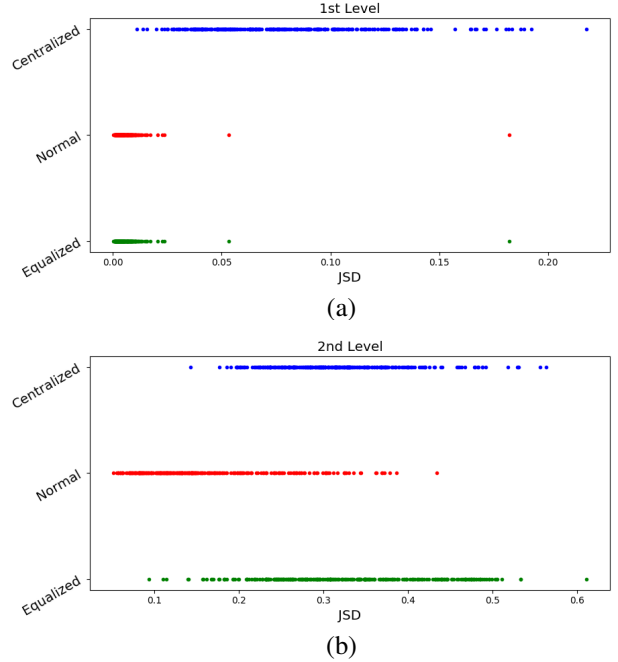 1st Level
Centralized
Normal
Equalized
0.00 0.05 0.10 0.15 0.20
JSD
(a)
2nd Level
Centralized
Normal
Equalized
0.1 0.2 0.3 0.4 0.5 0.6
JSD
(b)